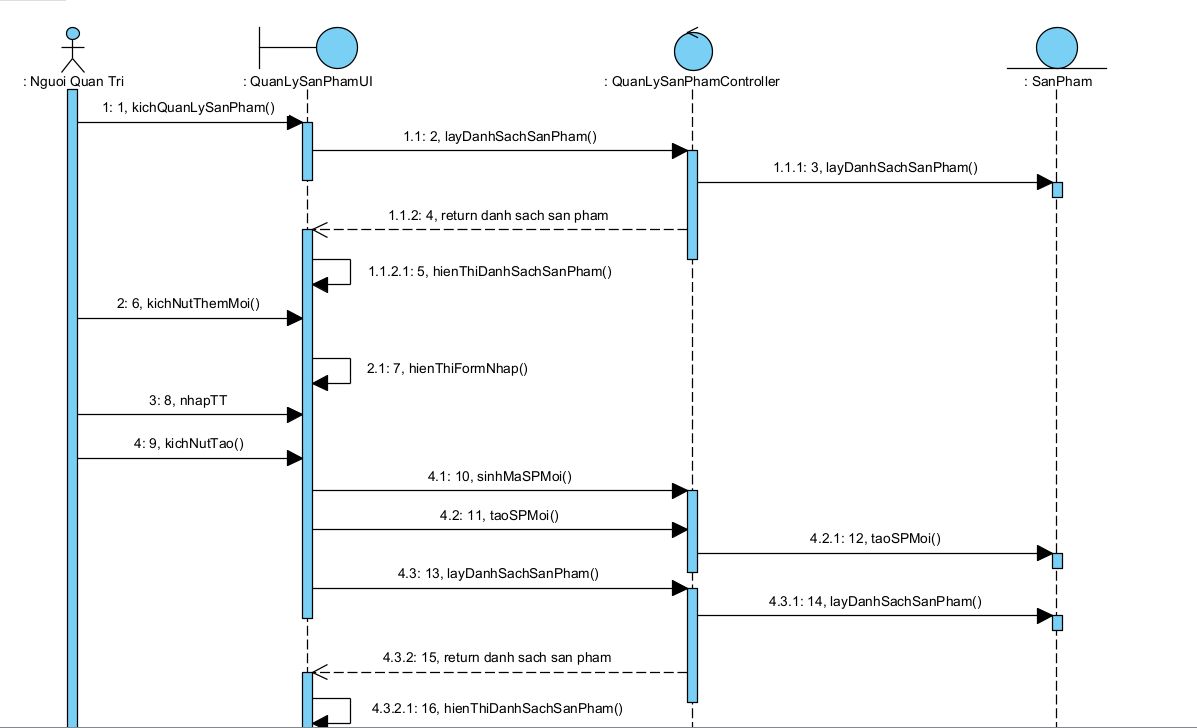 : Nguoi Quan Tri
: QuanLySanPhamUI
: QuanLySanPhamController
: SanPham
1: 1, kichQuanLySanPham()
1.1: 2, layDanhSachSanPham()
1.1.1: 3, layDanhSachSanPham()
1.1.2: 4, return danh sach san pham
1.1.2.1: 5, hienThiDanhSachSanPham()
2: 6, kichNutThemMoi()
2.1: 7, hienThiFormNhap()
3: 8, nhapTT
4: 9, kichNutTao()
4.1: 10, sinhMaSPMoi()
4.2: 11, taoSPMoi()
4.2.1: 12, taoSPMoi()
4.3: 13, layDanhSachSanPham()
4.3.1: 14, layDanhSachSanPham()
4.3.2: 15, return danh sach san pham
4.3.2.1: 16, hienThiDanhSachSanPham()